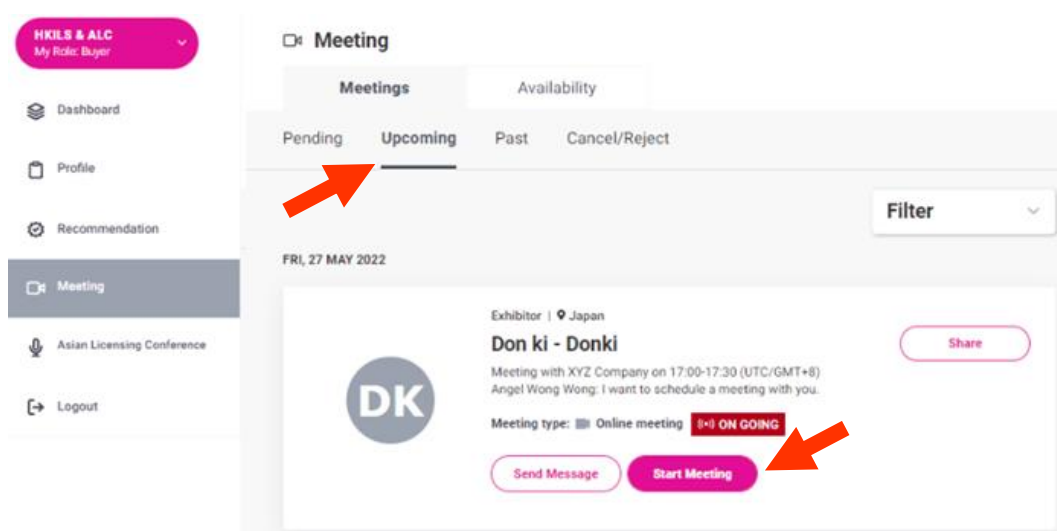 HKILS & ALC
My Role: Buyer
Dashboard
Profile
Recommendation
Meeting
Asian Licensing Conference
Logout
Meeting
Meetings Availability
Pending Upcoming Past Cancel/Reject
Filter
FRI, 27 MAY 2022
Exhibitor | Japan
Don ki - Donki
Share
Meeting with XYZ Company on 17:00-17:30 (UTC/GMT+8)
Angel Wong Wong: I want to schedule a meeting with you.
DK
Meeting type: Online meeting ON GOING
Send Message Start Meeting